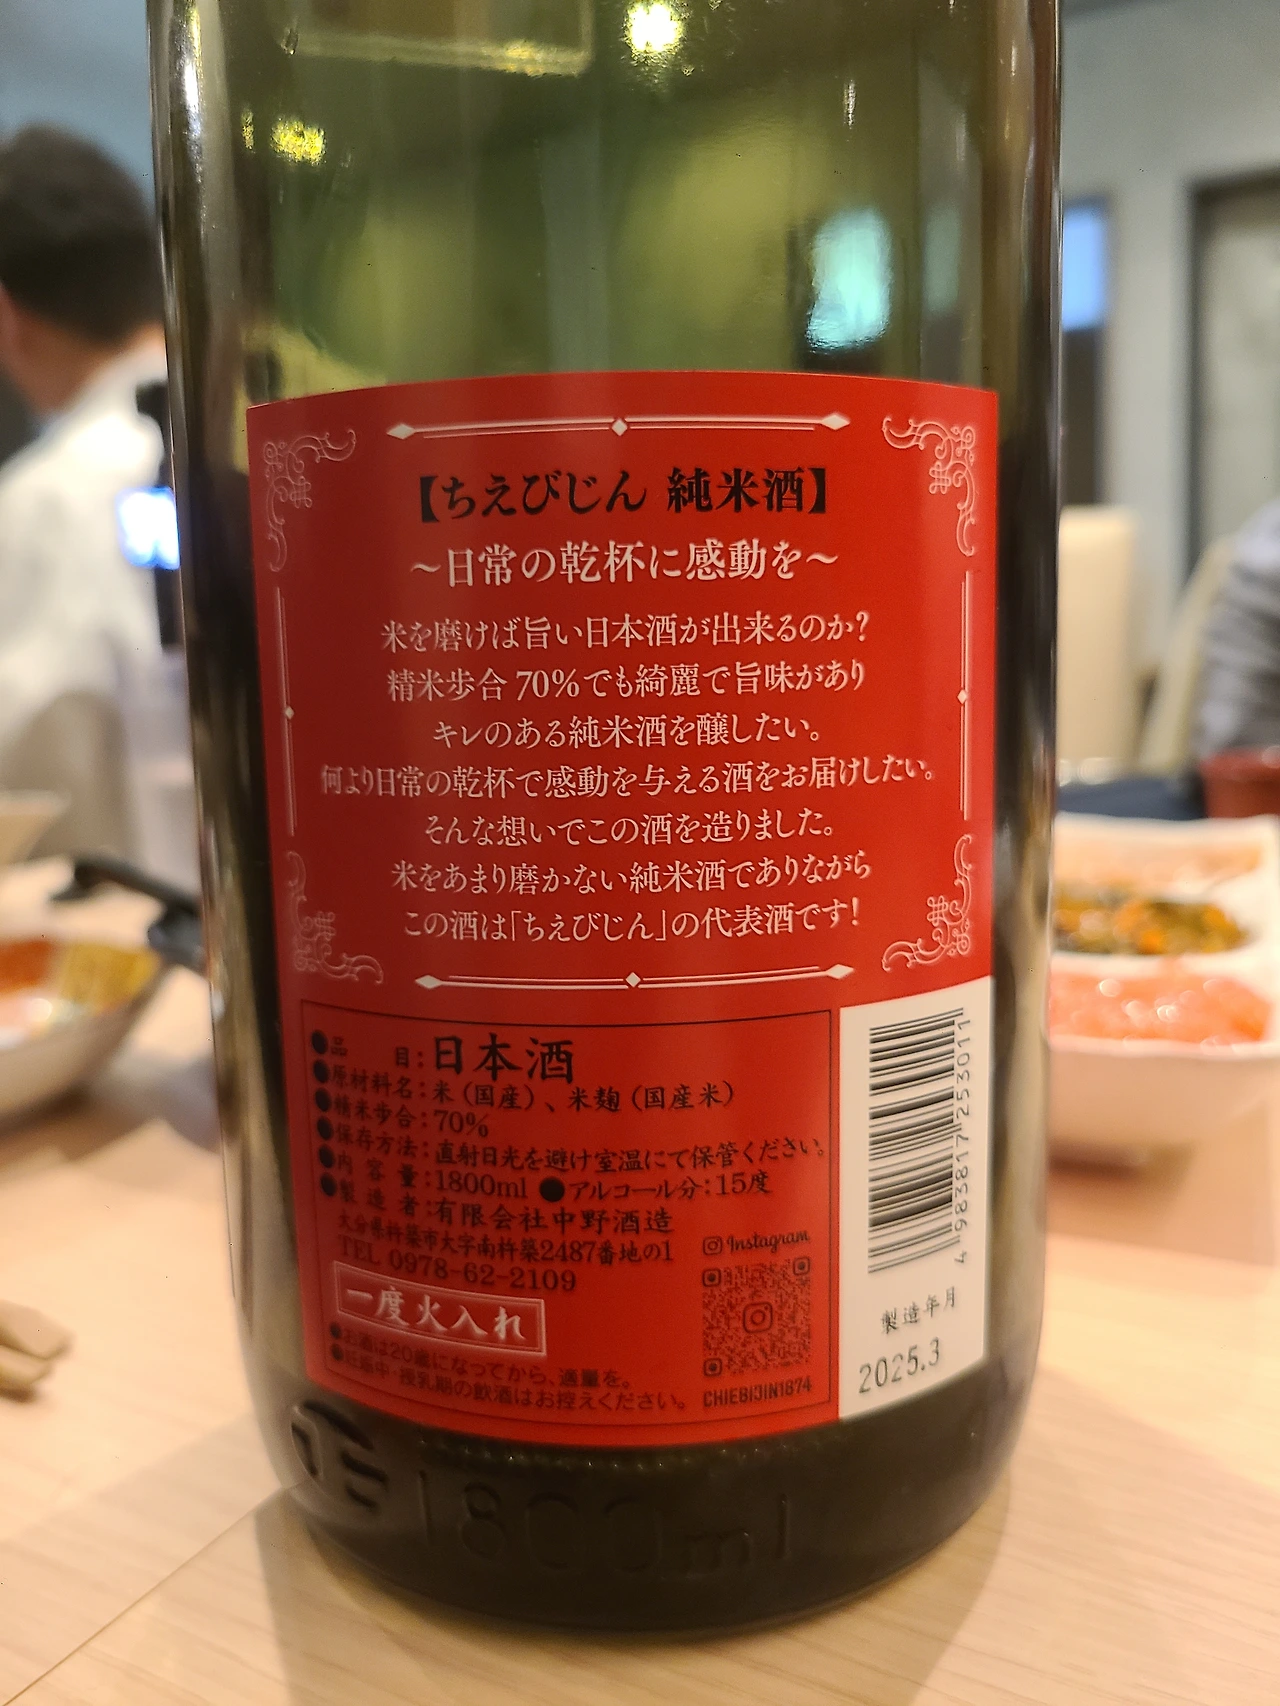 【ちえびじん 純米酒】
～日常の乾杯に感動を～
米を磨けば旨い日本酒が出来るのか?
精米歩合70%でも綺麗で旨味があり
キレのある純米酒を醸したい。
何より日常の乾杯で感動を与える酒をお届けしたい。
そんな想いでこの酒を造りました。
米をあまり磨かない純米酒でありながら
この酒は「ちえびじん」の代表酒です!
●品　　目:日本酒
●原材料名:米(国産)、米麹(国産米)
●精米歩合:70%
●保存方法:直射日光を避け室温にて保管ください。
●内 容 量:1800ml ●アルコール分:15度
●製 造 者:有限会社中野酒造
大分県杵築市大字南杵築2487番地の1
TEL 0978-62-2109
一度火入れ
●お酒は20歳になってから、適量を。
●妊娠中・授乳期の飲酒はお控えください。
Instagram
CHIEBIJIN1874
4 983817 253011
製造年月
2025.3
1800ml